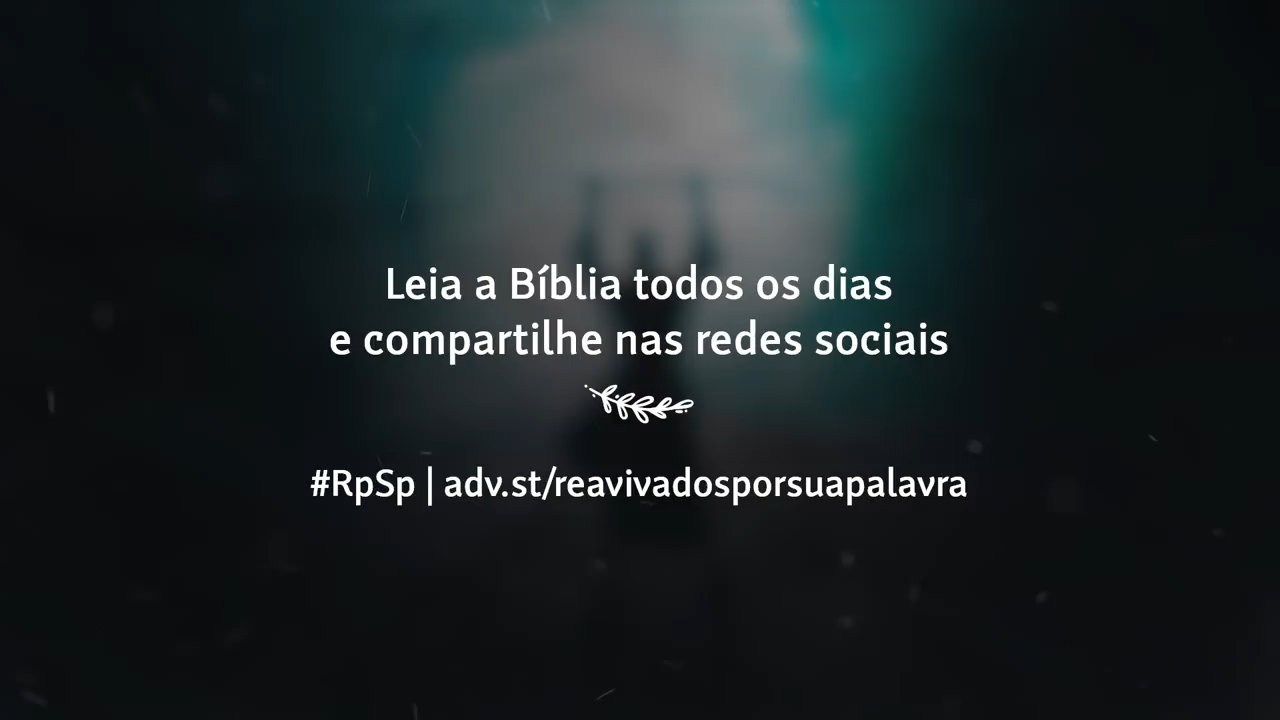 Leia a Bíblia todos os dias
e compartilhe nas redes sociais
#RpSp | adv.st/reavivadosporsuapalavra